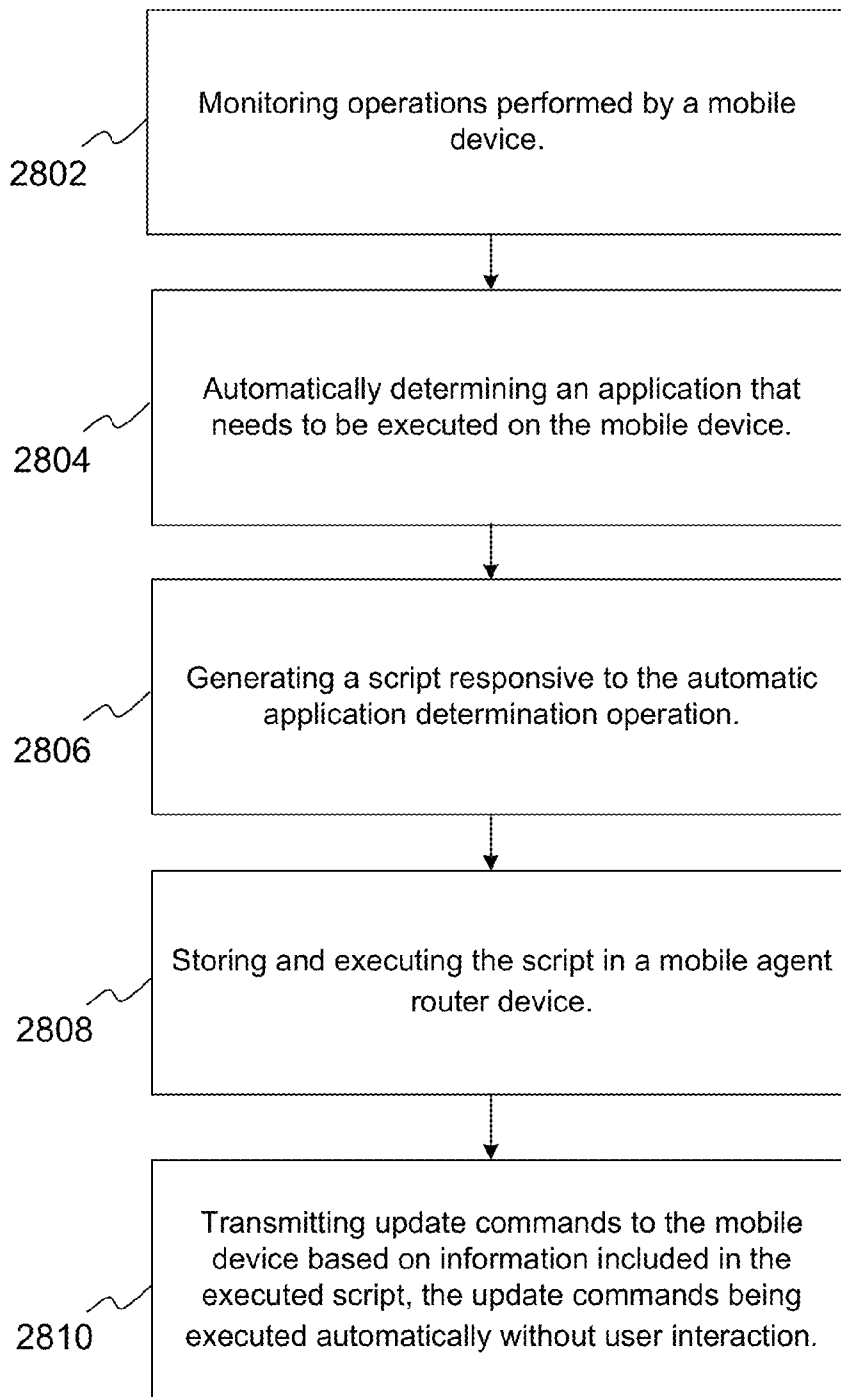 Monitoring operations performed by a mobile
device.
2802
Automatically determining an application that
needs to be executed on the mobile device.
2804
Generating a script responsive to the automatic
application determination operation.
2806
Storing and executing the script in a mobile agent
router device.
2808
Transmitting update commands to the mobile
device based on information included in the
executed script, the update commands being
executed automatically without user interaction.
2810